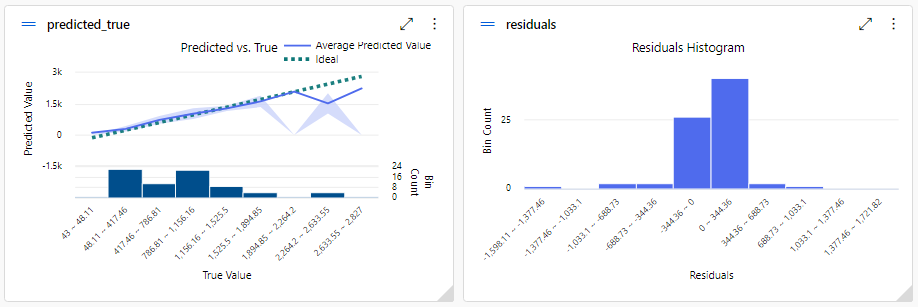 predicted_true
Predicted vs. True
Average Predicted Value
Ideal
Predicted Value
3k
1.5k
0
-1.5k
24
16
8
0
Bin
Count
43 ~ 48.11
48.11 ~ 417.46
417.46 ~ 786.81
786.81 ~ 1,156.16
1,156.16 ~ 1,525.5
1,525.5 ~ 1,894.85
1,894.85 ~ 2,264.2
2,264.2 ~ 2,633.55
2,633.55 ~ 2,827
True Value
residuals
Residuals Histogram
Bin Count
25
0
-1,598.11 ~ -1,377.46
-1,377.46 ~ -1,033.1
-1,033.1 ~ -688.73
-688.73 ~ -344.36
-344.36 ~ 0
0 ~ 344.36
344.36 ~ 688.73
688.73 ~ 1,033.1
1,033.1 ~ 1,377.46
1,377.46 ~ 1,721.82
Residuals